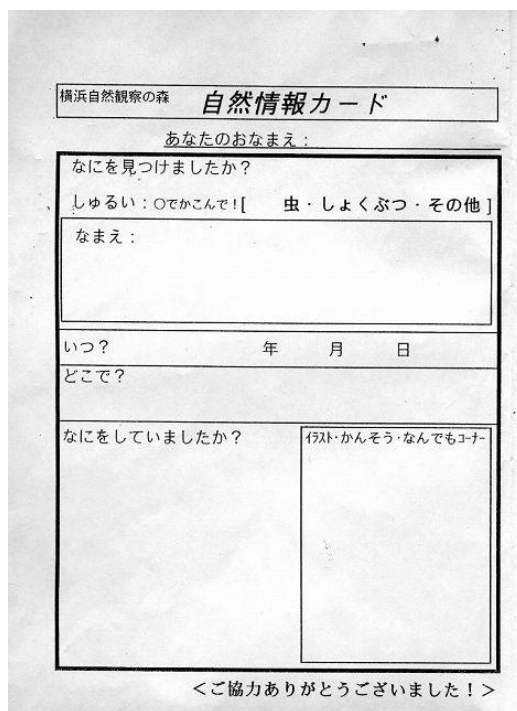 横浜自然観察の森 自然情報カード
あなたのおなまえ:
なにを見つけましたか?
しゅるい:○でかこんで![ 虫・しょくぶつ・その他]
なまえ:
いつ? 年 月 日
どこで?
なにをしていましたか? イラスト・かんそう・なんでもコーナー
<ご協力ありがとうございました!>